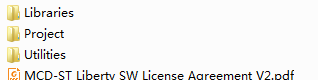 Libraries
Project
Utilities
MCD-ST Liberty SW License Agreement V2.pdf